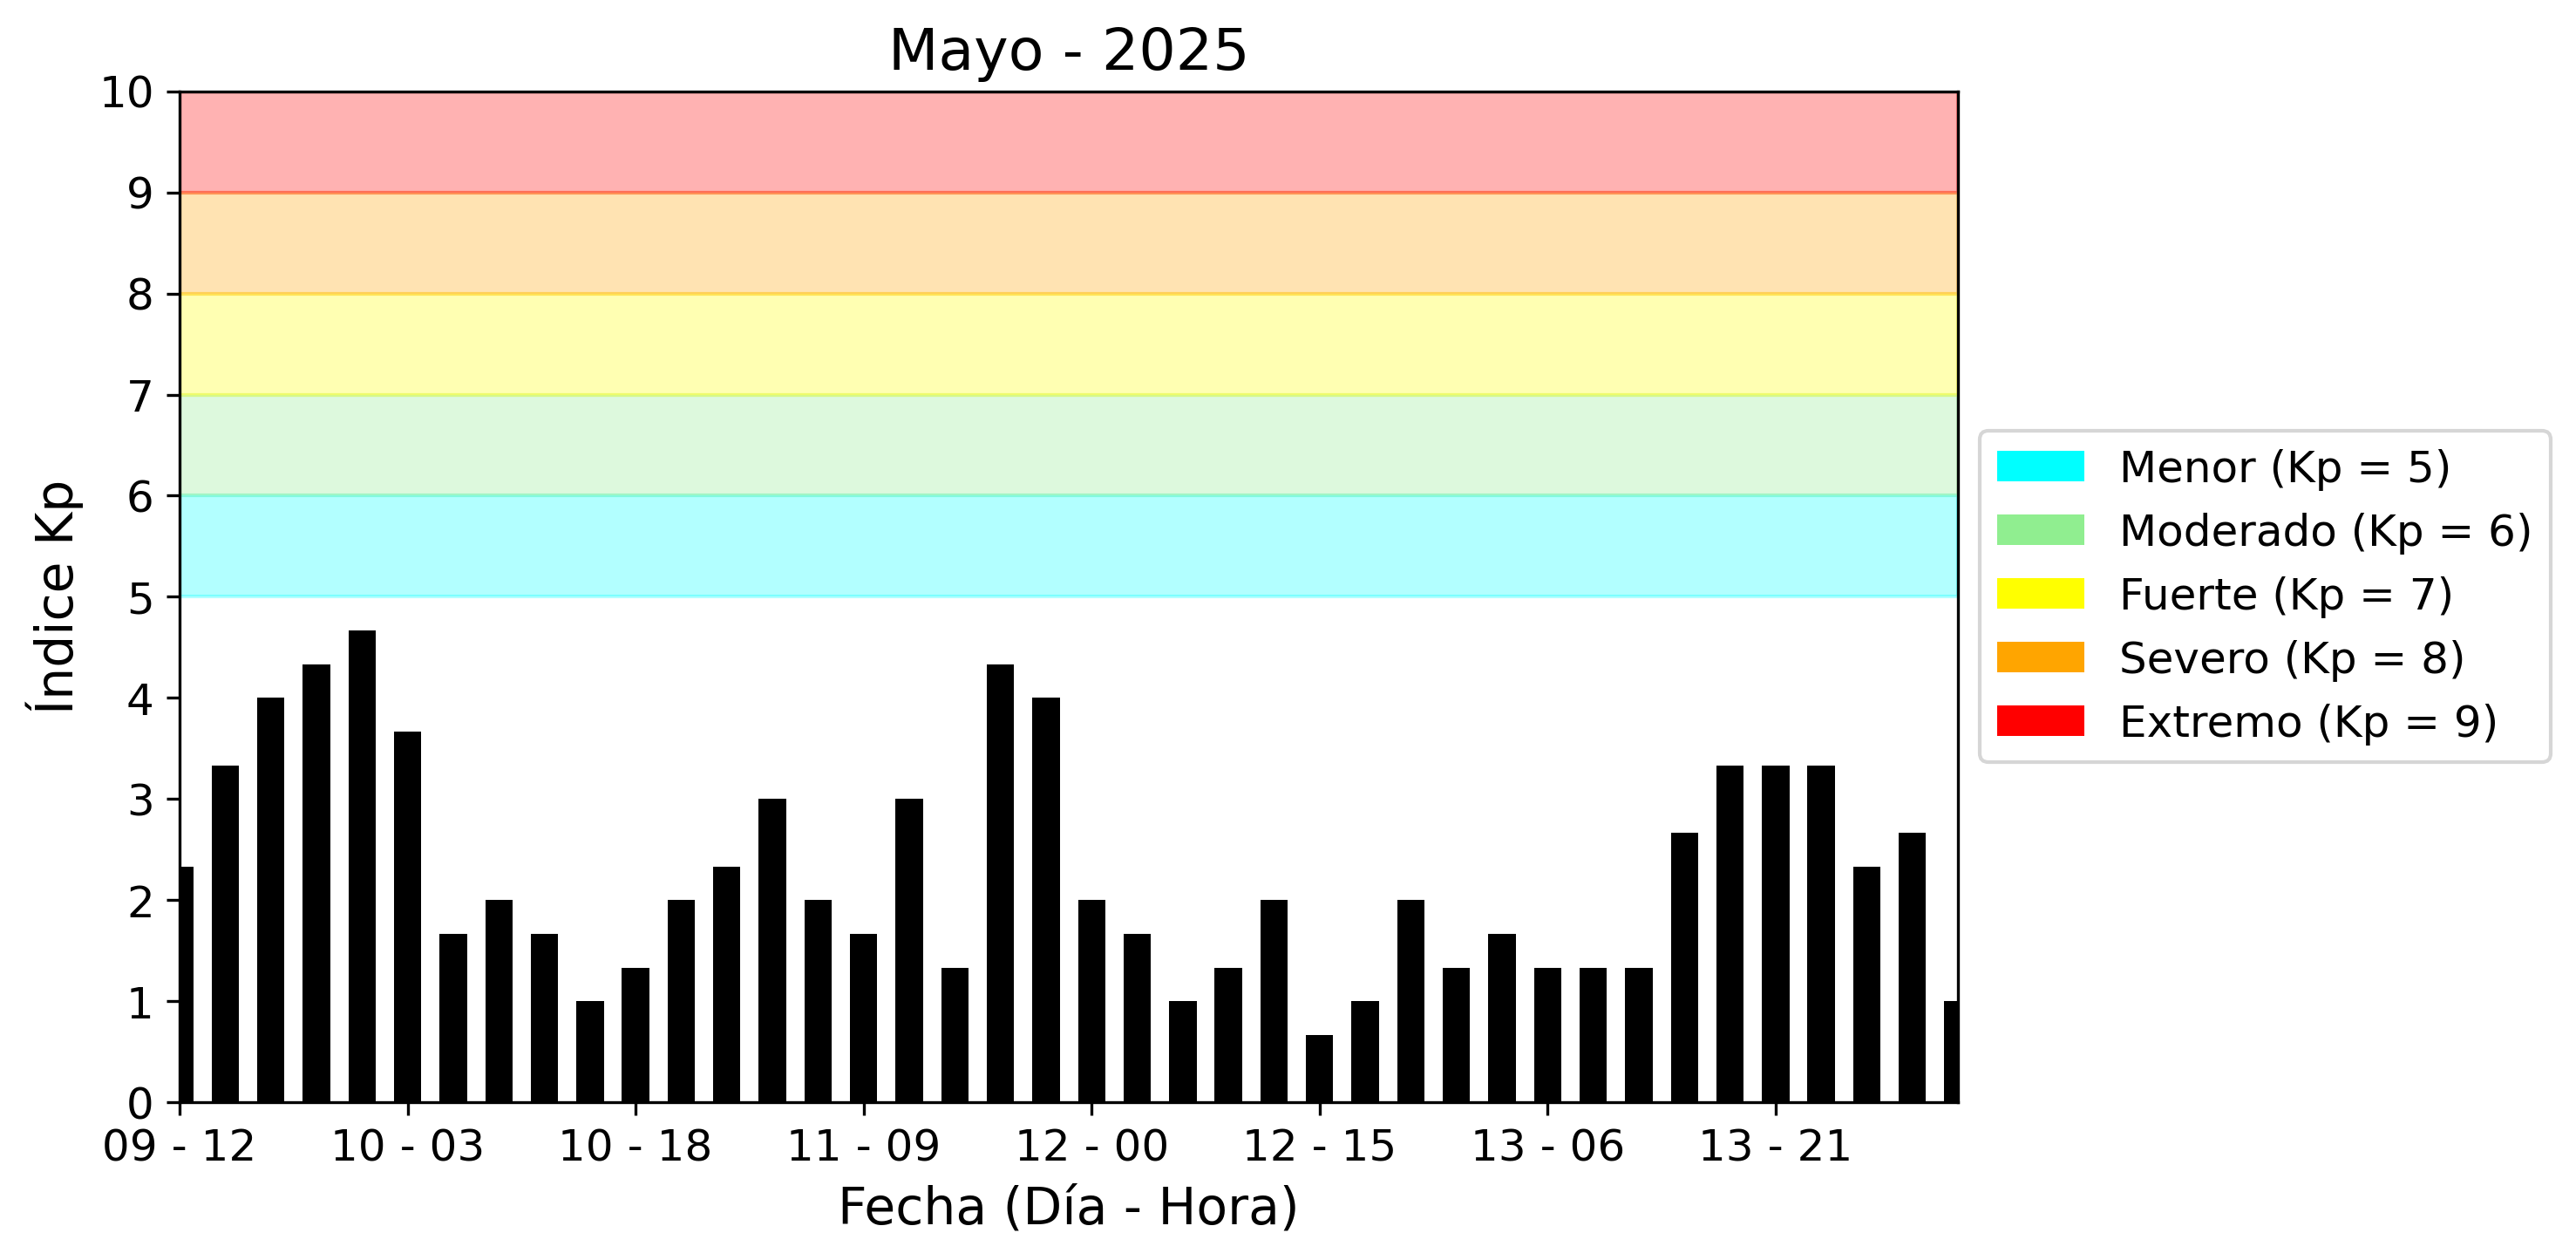 Mayo - 2025
Índice Kp
10
9
8
7
6
5
4
3
2
1
0
09 - 12
10 - 03
10 - 18
11 - 09
12 - 00
12 - 15
13 - 06
13 - 21
Fecha (Día - Hora)
Menor (Kp = 5)
Moderado (Kp = 6)
Fuerte (Kp = 7)
Severo (Kp = 8)
Extremo (Kp = 9)